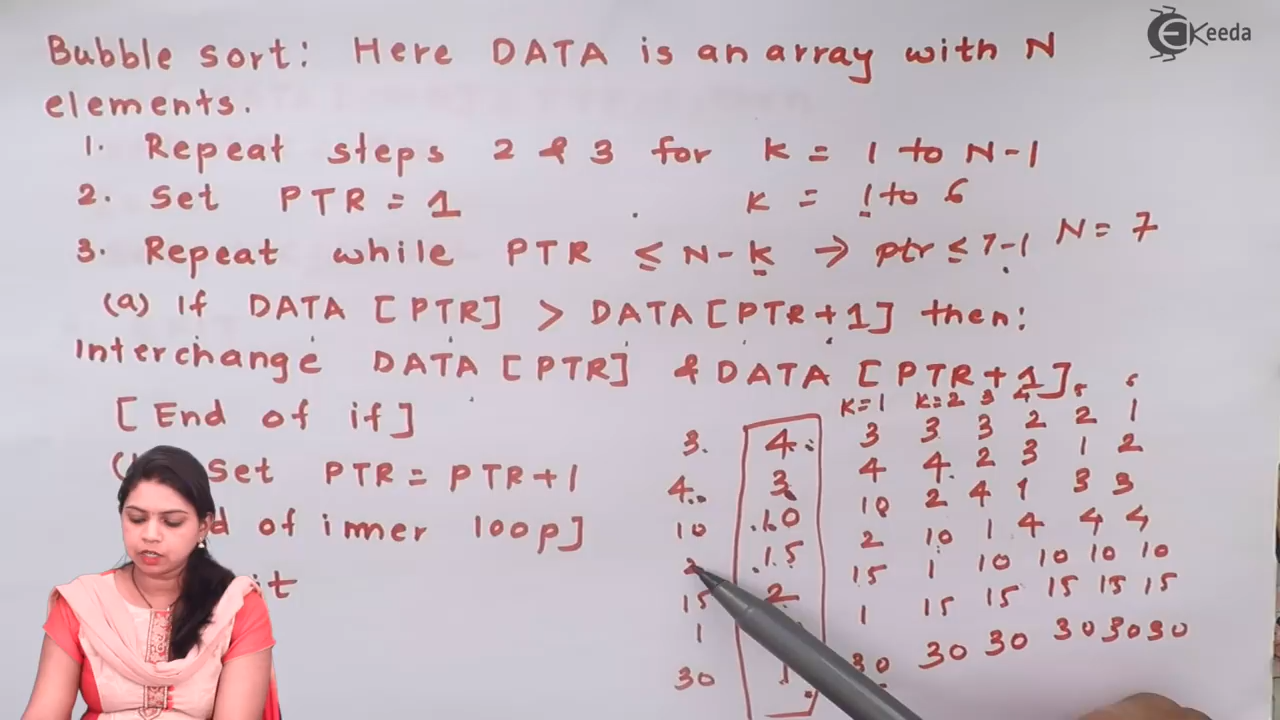 EKeeda
Bubble sort: Here DATA is an array with N
elements.
1. Repeat steps 2 & 3 for K = 1 to N-1
2. Set PTR = 1 K = 1 to 6
3. Repeat while PTR ≤ N-K → ptr ≤ 7-1 N = 7
(a) If DATA [PTR] > DATA [PTR+1] then:
Interchange DATA [PTR] & DATA [PTR+1]
K=1 K=2 3 4 5 6
[End of if] 3 4 3 3 3 2 2 1
set PTR = PTR+1 4 3 4 4 2 3 1 2
10 10 10 2 4 1 3 3
of inner loop] 2 15 2 10 1 4 4 4
it 15 2 15 1 10 10 10 10
1 1 15 15 15 15 15
30 1 30 30 30 30 30 30